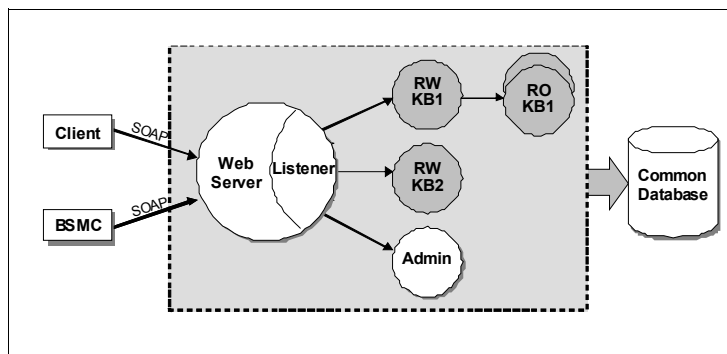 Client
SOAP
BSMC
SOAP
Web
Server
Listener
RW
KB1
RO
KB1
RW
KB2
Admin
Common
Database